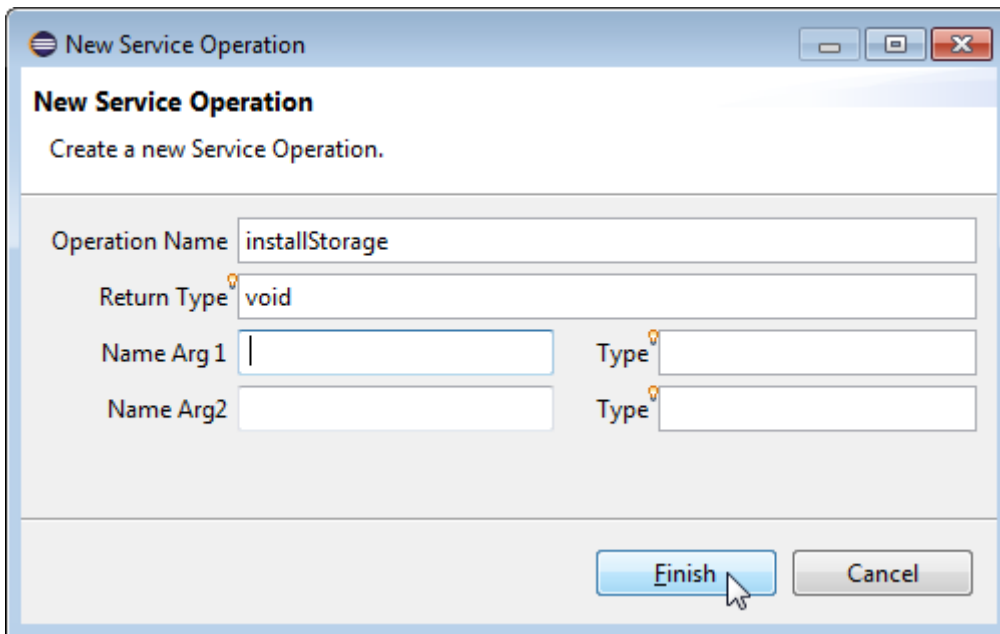 New Service Operation
New Service Operation
Create a new Service Operation.
Operation Name installStorage
Return Type void
Name Arg 1 Type
Name Arg2 Type
Finish Cancel